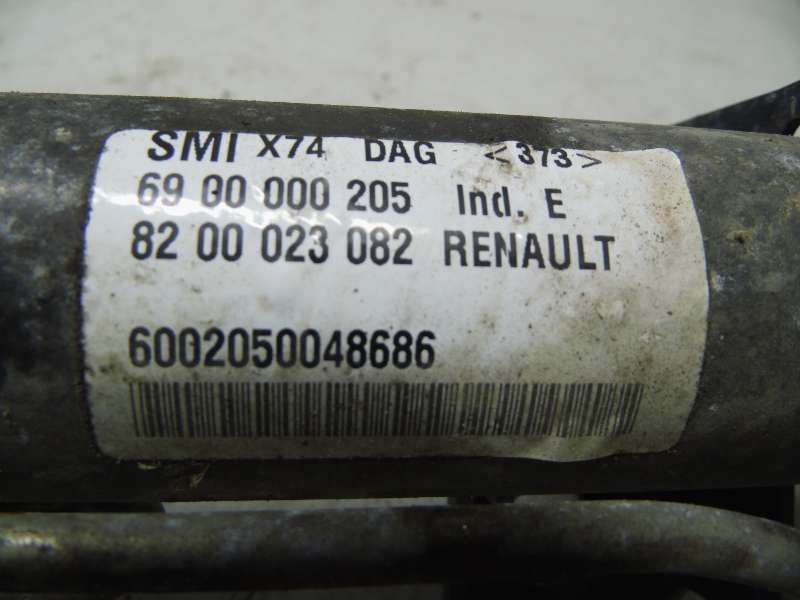 SMI X74 DAG <373>
69 00 000 205 Ind. E
82 00 023 082 RENAULT
6002050048686